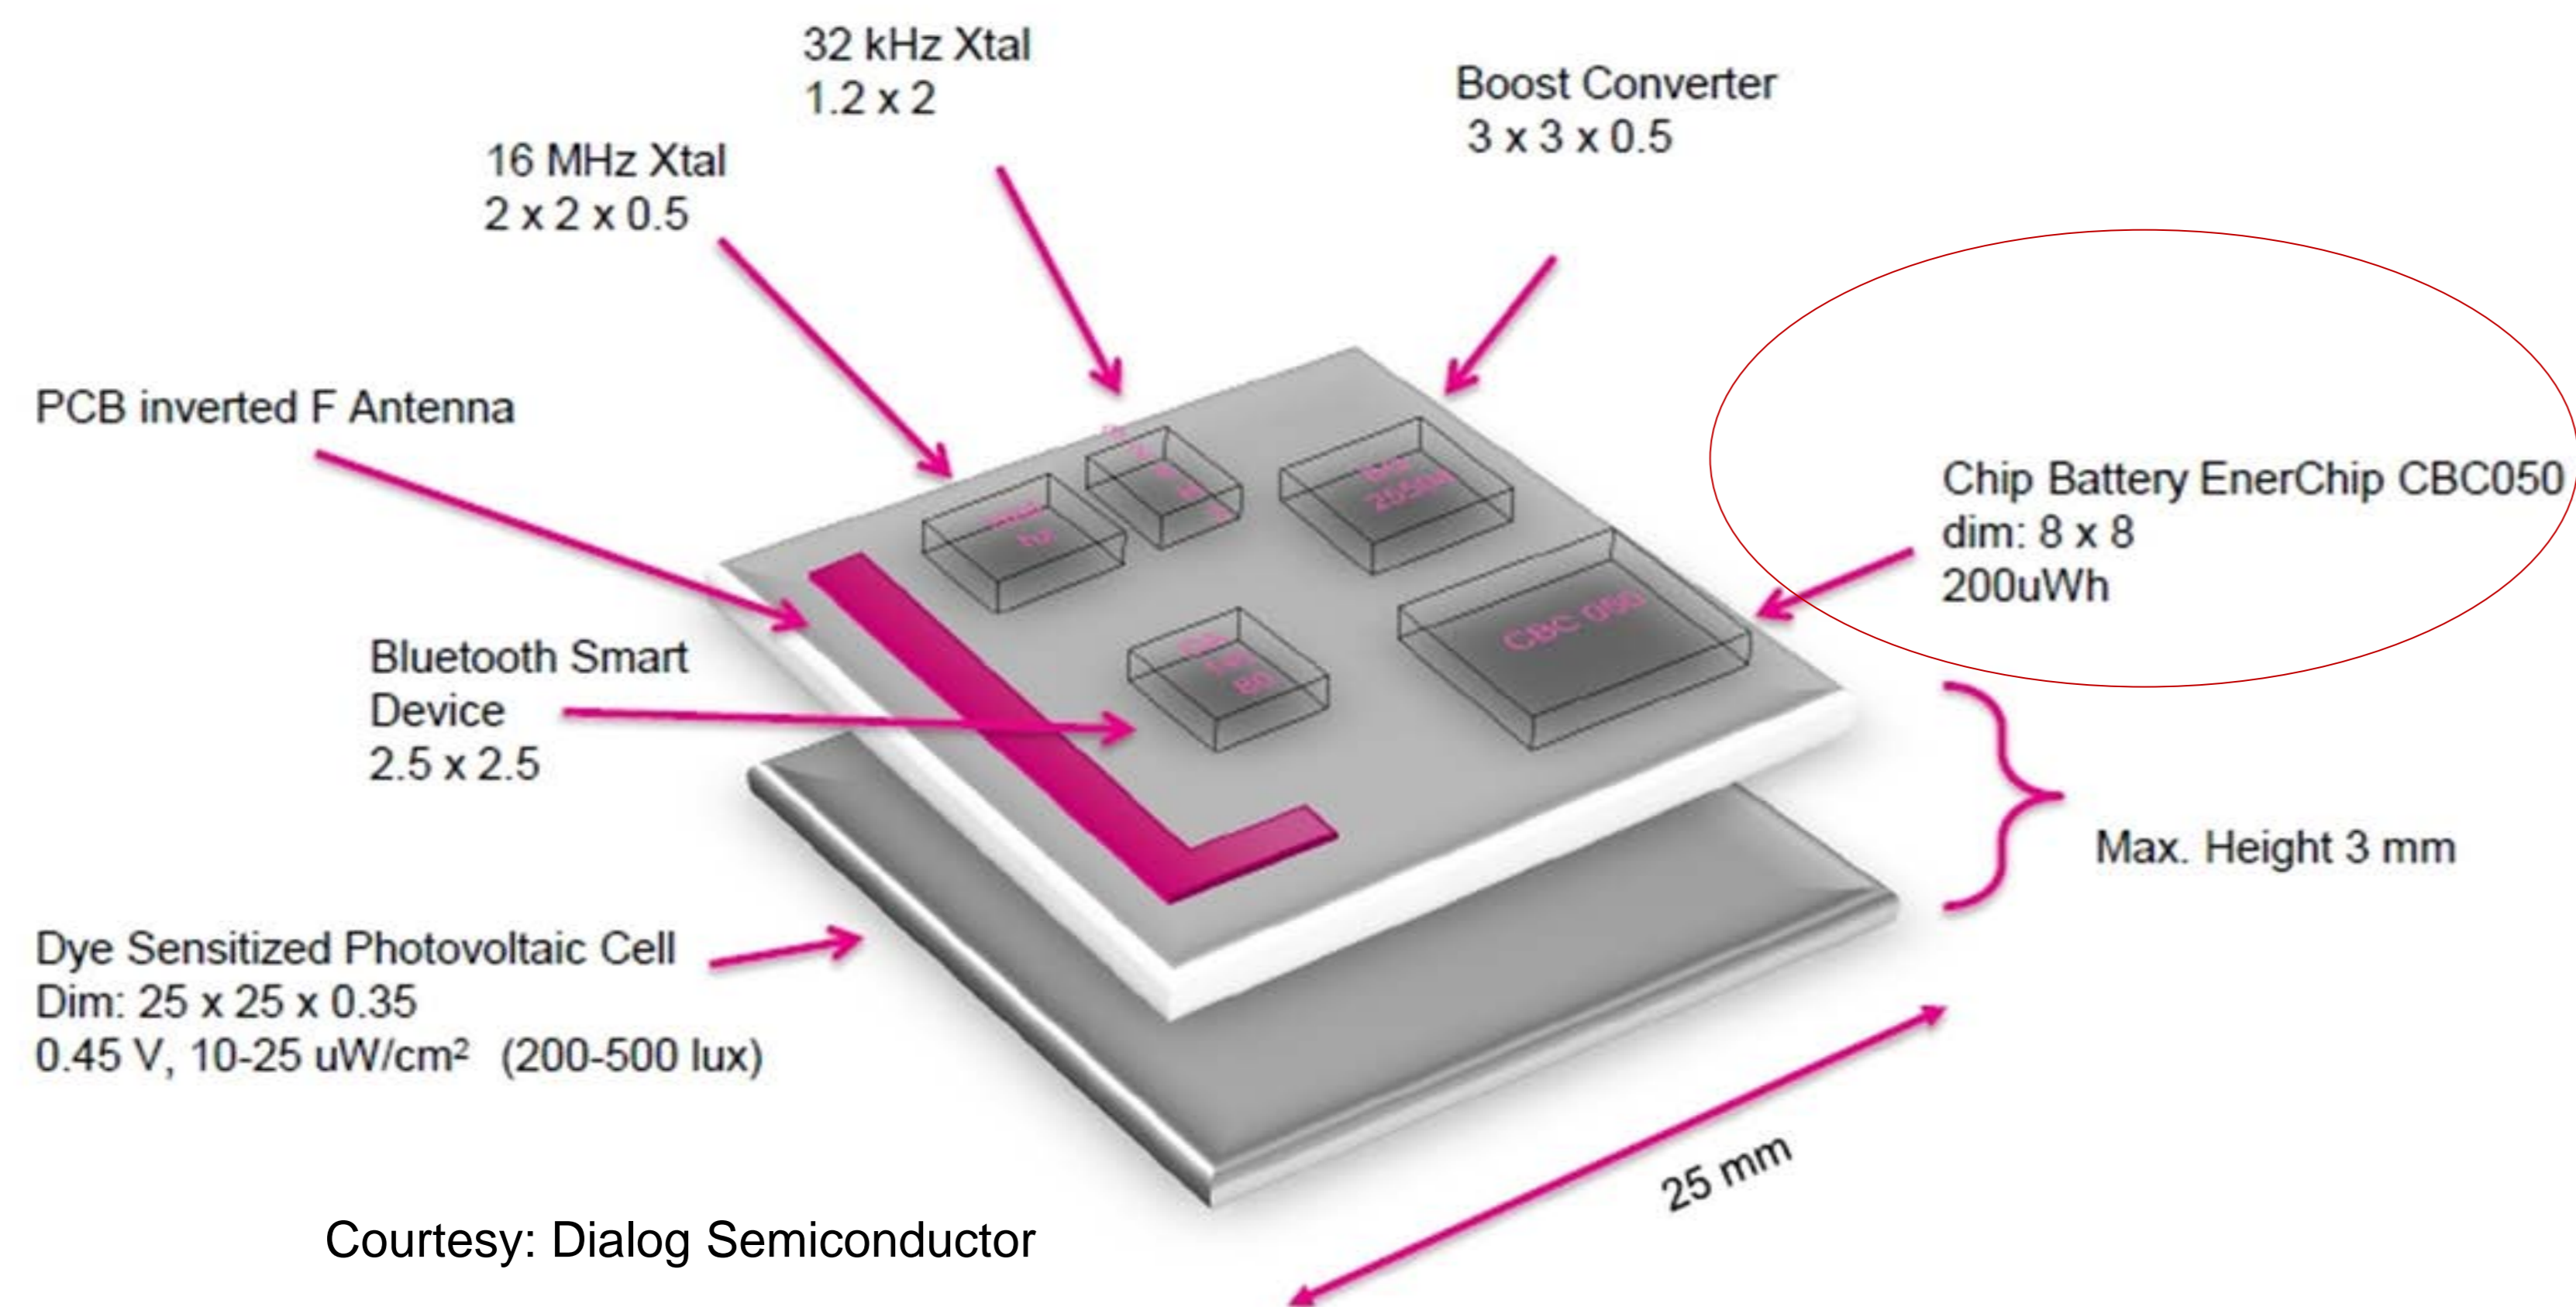 32 kHz Xtal
1.2 x 2
Boost Converter
3 x 3 x 0.5
16 MHz Xtal
2 x 2 x 0.5
PCB inverted F Antenna
Chip Battery EnerChip CBC050
dim: 8 x 8
200uWh
CBC 050
Bluetooth Smart
Device
2.5 x 2.5
Max. Height 3 mm
Dye Sensitized Photovoltaic Cell
Dim: 25 x 25 x 0.35
0.45 V, 10-25 uW/cm² (200-500 lux)
25 mm
Courtesy: Dialog Semiconductor